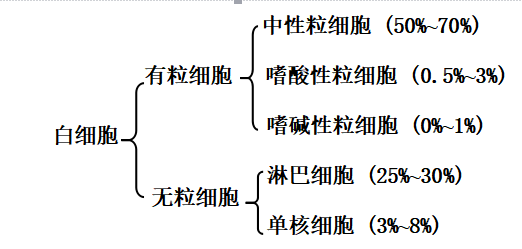 中性粒细胞（50%~70%）
有粒细胞
嗜酸性粒细胞（0.5%~3%）
嗜碱性粒细胞（0%~1%）
白细胞
淋巴细胞（25%~30%）
无粒细胞
单核细胞（3%~8%）